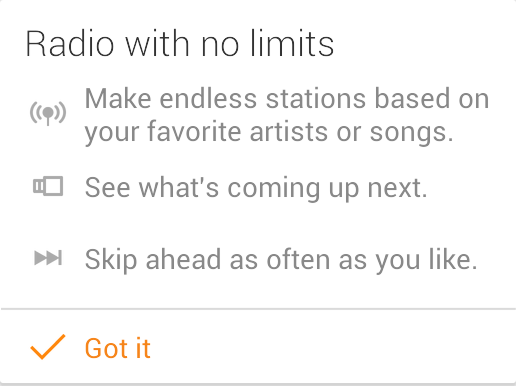 Radio with no limits
Make endless stations based on
your favorite artists or songs.
See what's coming up next.
Skip ahead as often as you like.
Got it